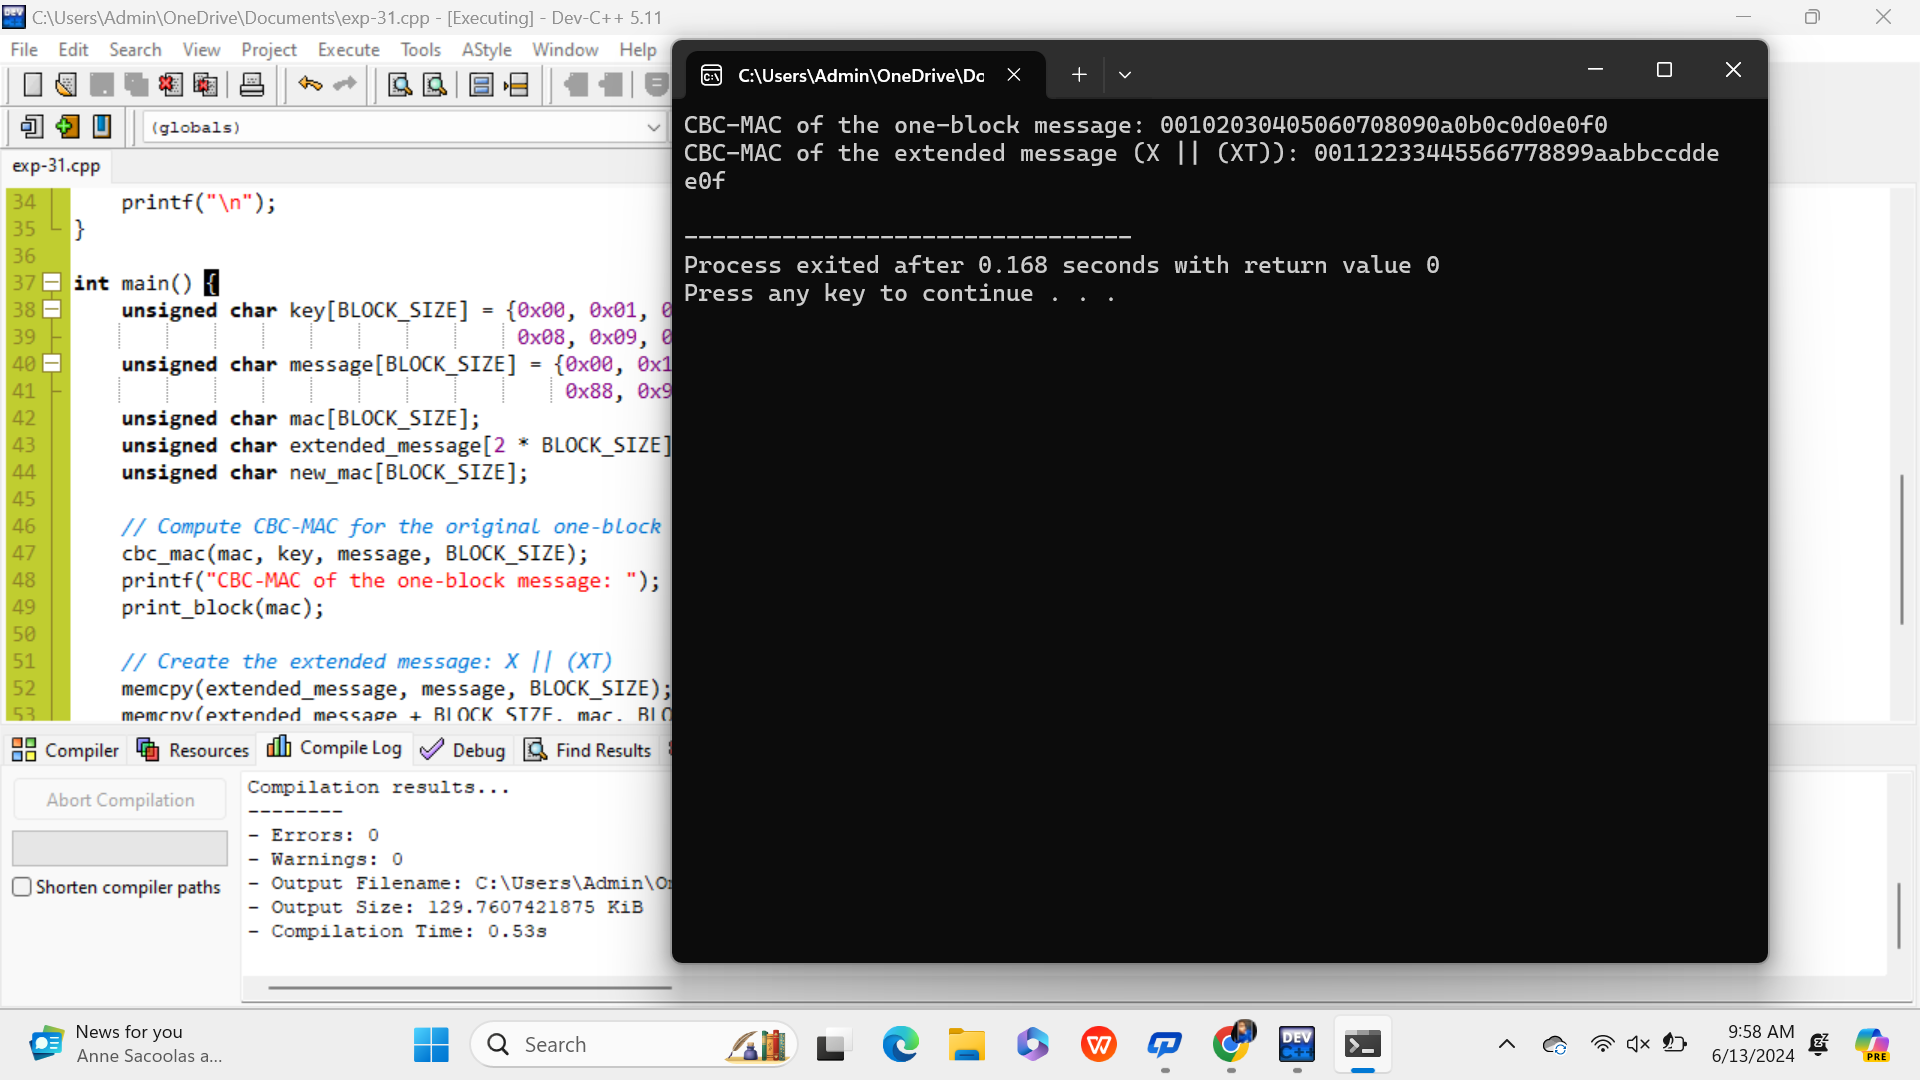 C:\Users\Admin\OneDrive\Documents\exp-31.cpp - [Executing] - Dev-C++ 5.11
File Edit Search View Project Execute Tools AStyle Window Help
(globals)
exp-31.cpp
34 printf("\n");
35 }
36
37 int main() {
38 unsigned char key[BLOCK_SIZE] = {0x00, 0x01, 0
39 0x08, 0x09, 0
40 unsigned char message[BLOCK_SIZE] = {0x00, 0x1
41 0x88, 0x9
42 unsigned char mac[BLOCK_SIZE];
43 unsigned char extended_message[2 * BLOCK_SIZE]
44 unsigned char new_mac[BLOCK_SIZE];
45
46 // Compute CBC-MAC for the original one-block
47 cbc_mac(mac, key, message, BLOCK_SIZE);
48 printf("CBC-MAC of the one-block message: ");
49 print_block(mac);
50
51 // Create the extended message: X || (XT)
52 memcpy(extended_message, message, BLOCK_SIZE);
53 memcpy(extended_message + BLOCK_SIZE, mac, BLO
C:\Users\Admin\OneDrive\Do
CBC-MAC of the one-block message: 00102030405060708090a0b0c0d0e0f0
CBC-MAC of the extended message (X || (XT)): 00112233445566778899aabbccdde
e0f
--------------------------------
Process exited after 0.168 seconds with return value 0
Press any key to continue . . .
Compiler Resources Compile Log Debug Find Results
Abort Compilation
Shorten compiler paths
Compilation results...
--------
- Errors: 0
- Warnings: 0
- Output Filename: C:\Users\Admin\On
- Output Size: 129.7607421875 KiB
- Compilation Time: 0.53s
News for you
Anne Sacoolas a...
Search
DEV
C++
9:58 AM
6/13/2024
PRE